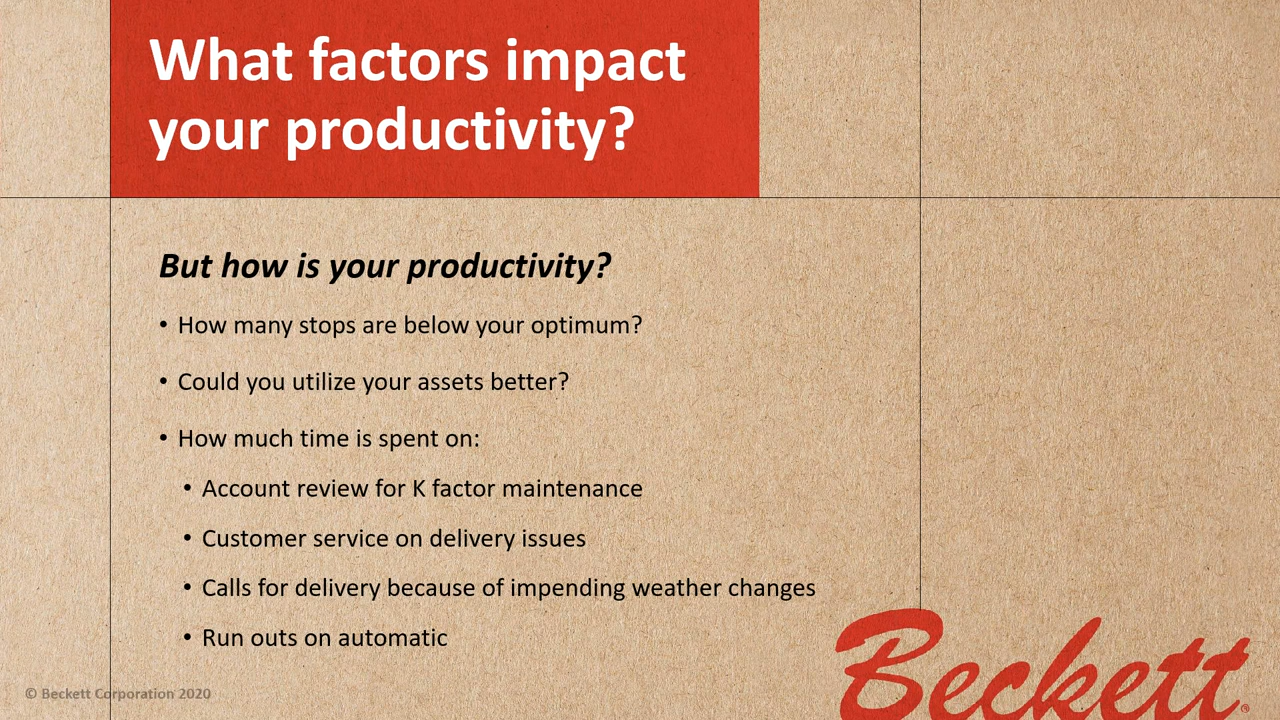 What factors impact
your productivity?
But how is your productivity?
• How many stops are below your optimum?
• Could you utilize your assets better?
• How much time is spent on:
• Account review for K factor maintenance
• Customer service on delivery issues
• Calls for delivery because of impending weather changes
• Run outs on automatic
© Beckett Corporation 2020
Beckett®